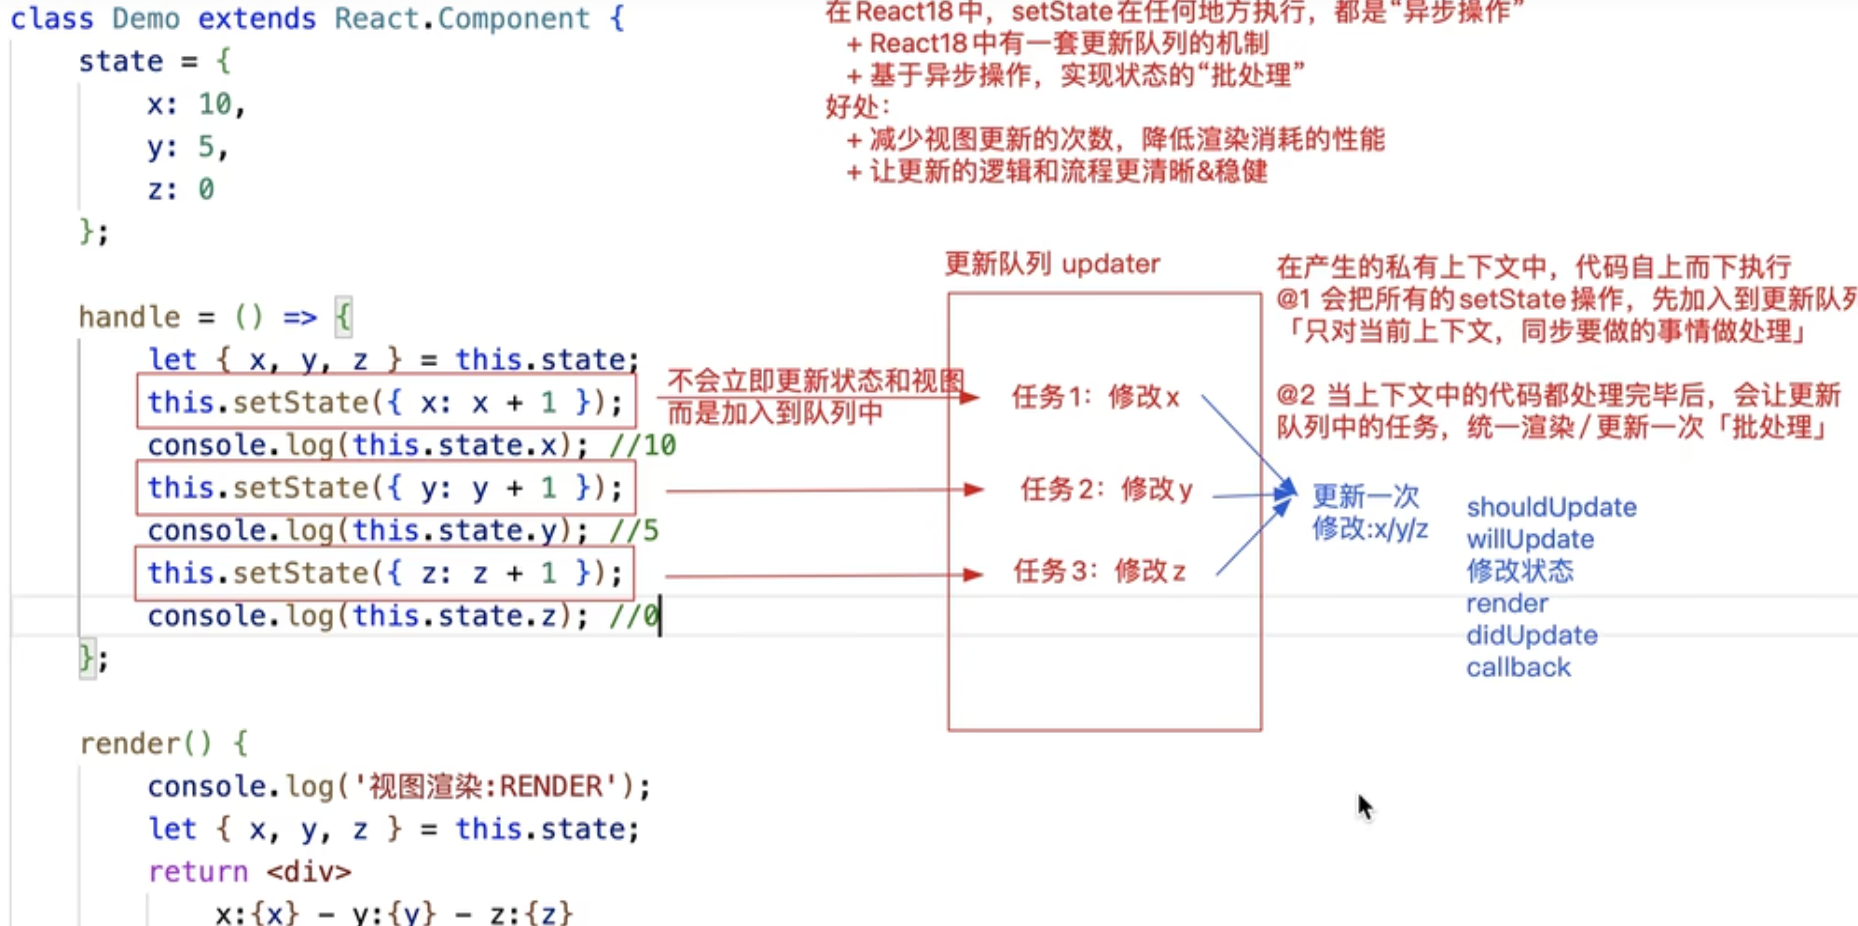 class Demo extends React.Component {
state = {
x: 10,
y: 5,
z: 0
};
handle = () => {
let { x, y, z } = this.state;
this.setState({ x: x + 1 });
console.log(this.state.x); //10
this.setState({ y: y + 1 });
console.log(this.state.y); //5
this.setState({ z: z + 1 });
console.log(this.state.z); //0
};
render() {
console.log('视图渲染:RENDER');
let { x, y, z } = this.state;
return <div>
x:{x} - y:{y} - z:{z}
在React18中，setState在任何地方执行，都是“异步操作”
+ React18中有一套更新队列的机制
+ 基于异步操作，实现状态的“批处理”
好处：
+ 减少视图更新的次数，降低渲染消耗的性能
+ 让更新的逻辑和流程更清晰&稳健
不会立即更新状态和视图
而是加入到队列中
更新队列 updater
任务1：修改x
任务2：修改y
任务3：修改z
在产生的私有上下文中，代码自上而下执行
@1 会把所有的setState操作，先加入到更新队列
「只对当前上下文，同步要做的事情做处理」
@2 当上下文中的代码都处理完毕后，会让更新
队列中的任务，统一渲染/更新一次「批处理」
更新一次
修改:x/y/z
shouldUpdate
willUpdate
修改状态
render
didUpdate
callback